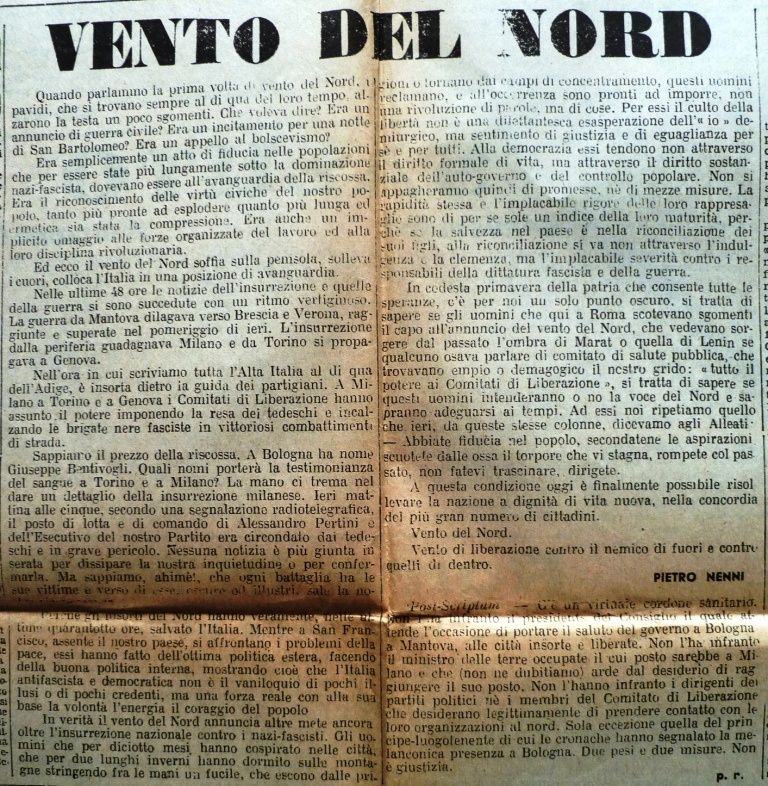 VENTO DEL NORD
Quando parlammo la prima volta di vento del Nord, i
pavidi, che si trovano sempre al di qua del loro tempo, al-
zarono la testa un poco sgomenti. Che voleva dire? Era un
annuncio di guerra civile? Era un incitamento per una notte
di San Bartolomeo? Era un appello al bolscevismo?
Era semplicemente un atto di fiducia nelle popolazioni
che per essere state più lungamente sotto la dominazione
nazi-fascista, dovevano essere all'avanguardia della riscossa.
Era il riconoscimento delle virtù civiche del nostro po-
polo, tanto più pronte ad esplodere quanto più lunga ed
ermetica sia stata la compressione. Era anche un im-
plicito omaggio alle forze organizzate del lavoro ed alla
loro disciplina rivoluzionaria.
Ed ecco il vento del Nord soffia sulla penisola, solleva
i cuori, colloca l'Italia in una posizione di avanguardia.
Nelle ultime 48 ore le notizie dell'insurrezione e quelle
della guerra si sono succedute con un ritmo vertiginoso.
La guerra da Mantova dilagava verso Brescia e Verona, rag-
giunte e superate nel pomeriggio di ieri. L'insurrezione
dalla periferia guadagnava Milano e da Torino si propa-
gava a Genova.
Nell'ora in cui scriviamo tutta l'Alta Italia al di qua
dell'Adige, è insorta dietro la guida dei partigiani. A Mi-
lano a Torino e a Genova i Comitati di Liberazione hanno
assunto il potere imponendo la resa dei tedeschi e incal-
zando le brigate nere fasciste in vittoriosi combattimenti
di strada.
Sappiamo il prezzo della riscossa. A Bologna ha nome
Giuseppe Bentivogli. Quali nomi porterà la testimonianza
del sangue a Torino e a Milano? La mano ci trema nel
dare un dettaglio della insurrezione milanese. Ieri mat-
tina alle cinque, secondo una segnalazione radiotelegrafica,
il posto di lotta e di comando di Alessandro Pertini e
dell'Esecutivo del nostro Partito era circondato dai tede-
schi e in grave pericolo. Nessuna notizia è più giunta in
serata per dissipare la nostra inquietudine o per confer-
marla. Ma sappiamo, ahimè!, che ogni battaglia ha le
sue vittime e verso di esse, oscure od illustri, sale la no-
gli insorti del Nord hanno veramente, nelle ul-
time quarantotto ore, salvato l'Italia. Mentre a San Fran-
cisco, assente il nostro paese, si affrontano i problemi della
pace, essi hanno fatto dell'ottima politica estera, facendo
della buona politica interna, mostrando cioè che l'Italia
antifascista e democratica non è il vaniloquio di pochi il-
lusi o di pochi credenti, ma una forza reale con alla sua
base la volontà l'energia il coraggio del popolo
In verità il vento del Nord annuncia altre mete ancora
oltre l'insurrezione nazionale contro i nazi-fascisti. Gli uo-
mini che per diciotto mesi hanno cospirato nelle città,
che per due lunghi inverni hanno dormito sulle monta-
gne stringendo fra le mani un fucile, che escono dalle pri-
gioni o tornano dai campi di concentramento, questi uomini
reclamano, e all'occorrenza sono pronti ad imporre, non
una rivoluzione di parole, ma di cose. Per essi il culto della
libertà non è una dilettantesca esasperazione dell'« io » de-
miurgico, ma sentimento di giustizia e di eguaglianza per
sè e per tutti. Alla democrazia essi tendono non attraverso
il diritto formale di vita, ma attraverso il diritto sostan-
ziale dell'auto-governo e del controllo popolare. Non si
appagheranno quindi di promesse, nè di mezze misure. La
rapidità stessa e l'implacabile rigore delle loro rappresa-
glie sono di per se sole un indice della loro maturità, per-
chè se la salvezza nel paese è nella riconciliazione dei
suoi figli, alla riconciliazione si va non attraverso l'indul-
genza e la clemenza, ma l'implacabile severità contro i re-
sponsabili della dittatura fascista e della guerra.
In codesta primavera della patria che consente tutte le
speranze, c'è per noi un solo punto oscuro. si tratta di
sapere se gli uomini che qui a Roma scotevano sgomenti
il capo all'annuncio del vento del Nord, che vedevano sor-
gere dal passato l'ombra di Marat o quella di Lenin se
qualcuno osava parlare di comitato di salute pubblica, che
trovavano empio o demagogico il nostro grido: « tutto il
potere ai Comitati di Liberazione », si tratta di sapere se
questi uomini intenderanno o no la voce del Nord e sa-
pranno adeguarsi ai tempi. Ad essi noi ripetiamo quello
che ieri, da queste stesse colonne, dicevamo agli Alleati:
— Abbiate fiducia nel popolo, secondatene le aspirazioni
scuotete dalle ossa il torpore che vi stagna, rompete col pas-
sato, non fatevi trascinare, dirigete.
A questa condizione oggi è finalmente possibile risol
levare la nazione a dignità di vita nuova, nella concordia
del più gran numero di cittadini.
Vento del Nord.
Vento di liberazione contro il nemico di fuori e contro
quelli di dentro.
PIETRO NENNI
Post-Scriptum — C'è un virtuale cordone sanitario.
Non l'ha infranto il presidente del Consiglio il quale at-
tende l'occasione di portare il saluto del governo a Bologna
a Mantova, alle città insorte e liberate. Non l'ha infranto
il ministro delle terre occupate il cui posto sarebbe a Mi
lano e che (non ne dubitiamo) arde dal desiderio di rag
giungere il suo posto. Non l'hanno infranto i dirigenti dei
partiti politici nè i membri del Comitato di Liberazione
che desiderano legittimamente di prendere contatto con le
loro organizzazioni al nord. Sola eccezione quella del prin
cipe-luogotenente di cui le cronache hanno segnalato la me-
lanconica presenza a Bologna. Due pesi e due misure. Non
è giustizia.
p. r.